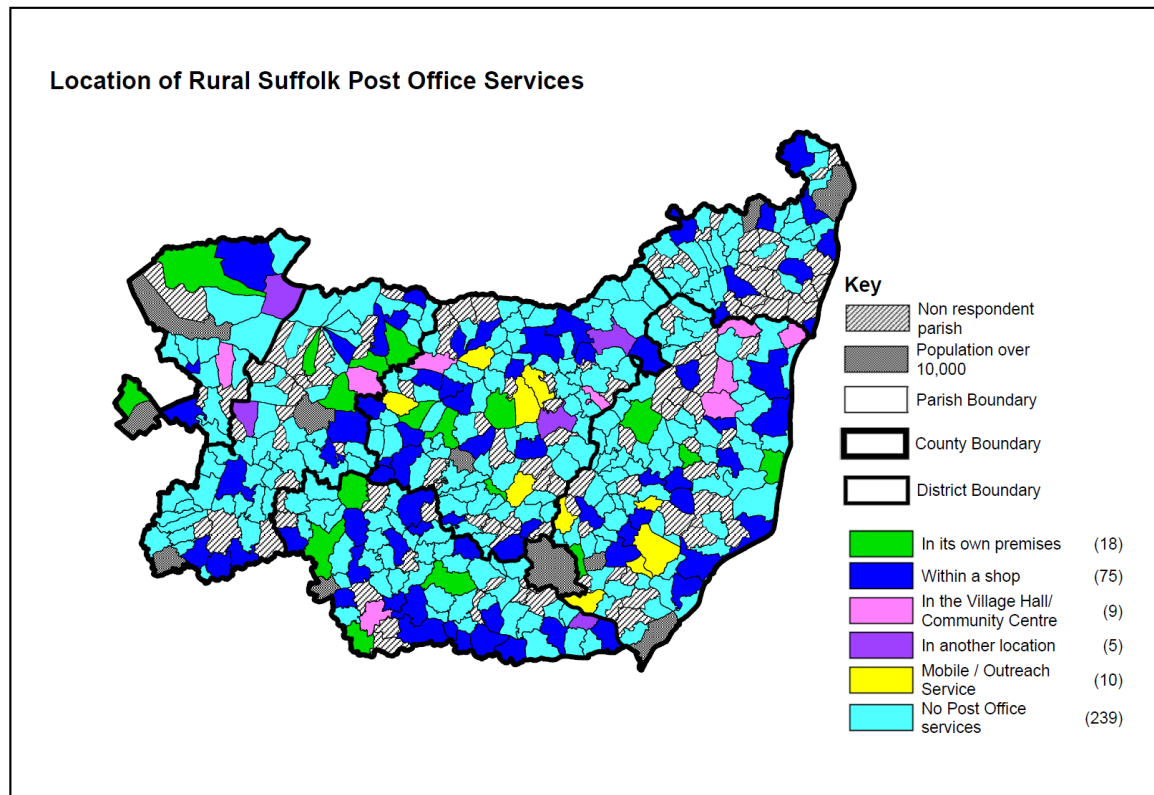 Location of Rural Suffolk Post Office Services
Key
Non respondent
parish
Population over
10,000
Parish Boundary
County Boundary
District Boundary
In its own premises (18)
Within a shop (75)
In the Village Hall/
Community Centre (9)
In another location (5)
Mobile / Outreach
Service (10)
No Post Office
services (239)